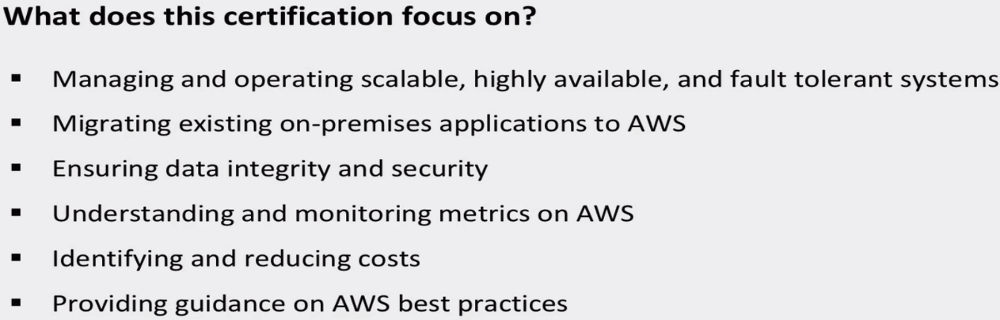 What does this certification focus on?
▪ Managing and operating scalable, highly available, and fault tolerant systems
▪ Migrating existing on-premises applications to AWS
▪ Ensuring data integrity and security
▪ Understanding and monitoring metrics on AWS
▪ Identifying and reducing costs
▪ Providing guidance on AWS best practices